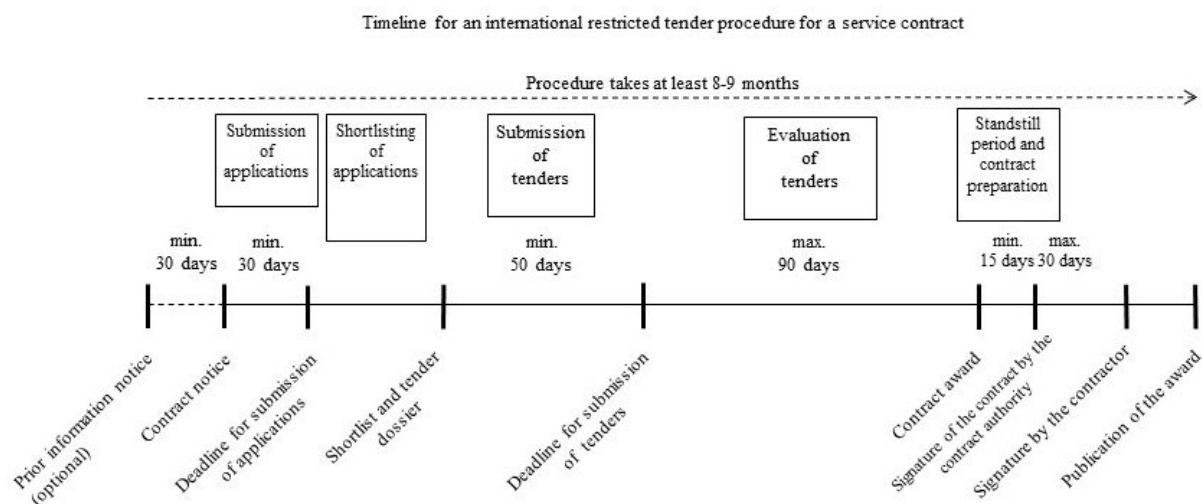 Timeline for an international restricted tender procedure for a service contract
Procedure takes at least 8-9 months
Submission
of
applications
Shortlisting
of
applications
Submission
of
tenders
Evaluation
of
tenders
Standstill
period and
contract
preparation
min.
30 days
min.
30 days
min.
50 days
max.
90 days
min.
15 days
max.
30 days
Prior information notice
(optional)
Contract notice
Deadline for submission
of applications
Shortlist and tender
dossier
Deadline for submission
of tenders
Contract award
Signature of the contract by the
contract authority
Signature by the contractor
Publication of the award